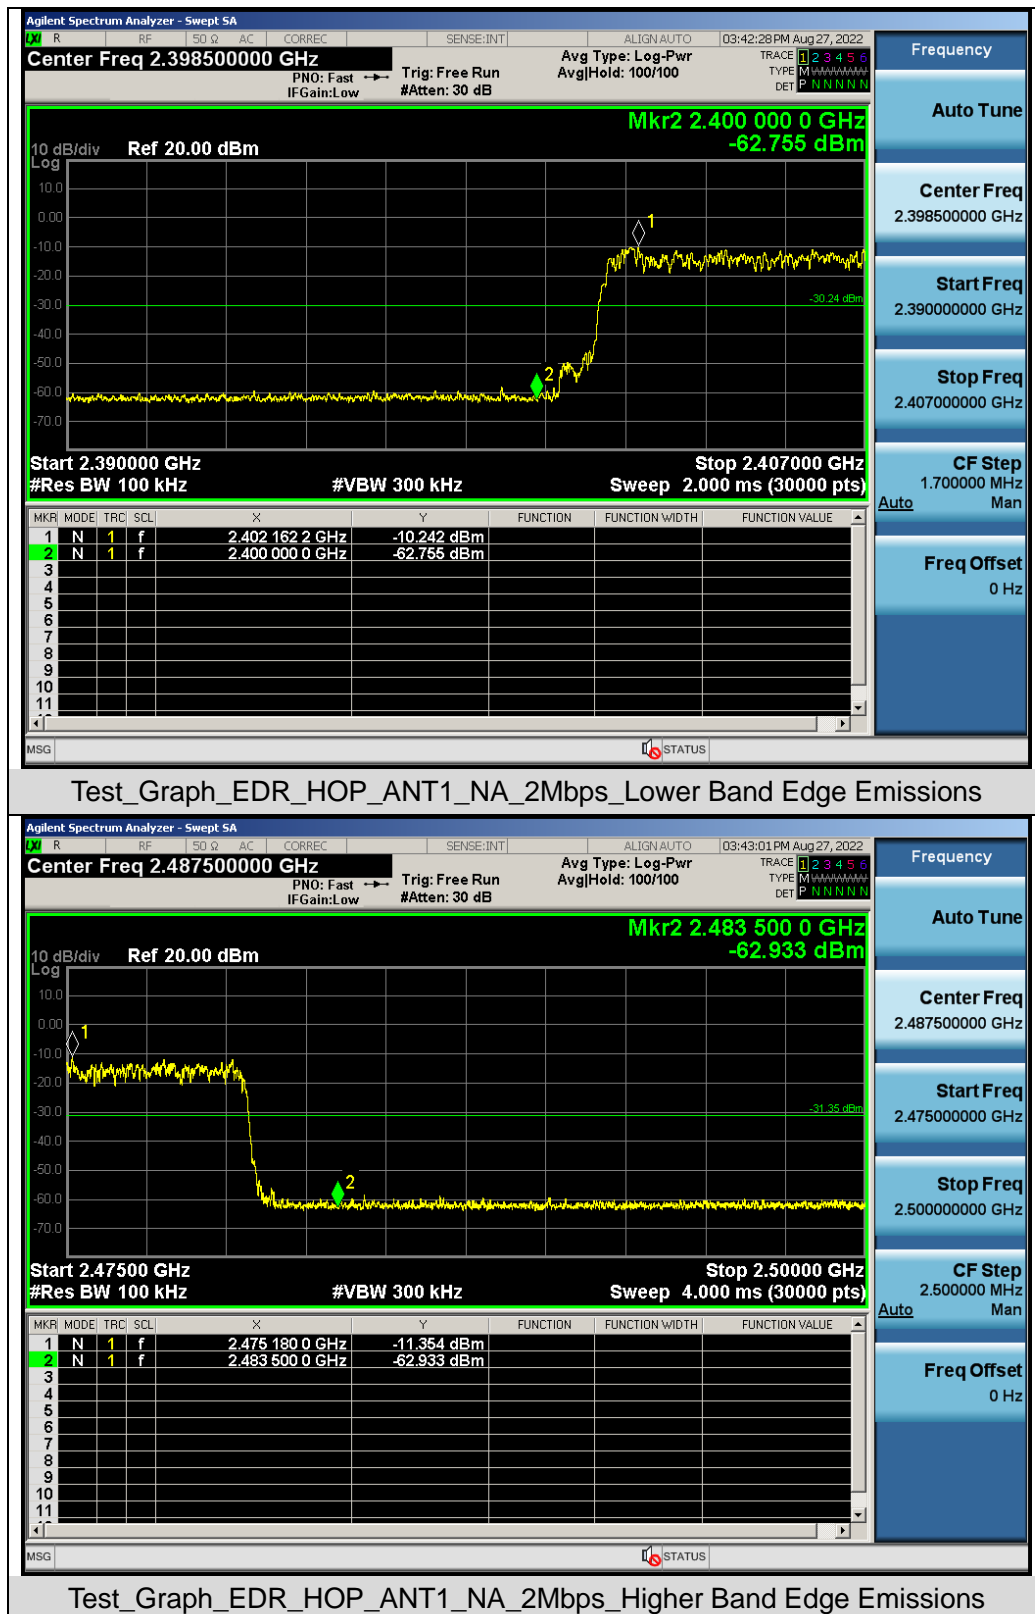 Agilent Spectrum Analyzer - Swept SA
LXI R RF 50 Ω AC CORREC SENSE:INT ALIGN AUTO 03:42:28 PM Aug 27, 2022
Center Freq 2.398500000 GHz
PNO: Fast
IFGain:Low
Trig: Free Run
#Atten: 30 dB
Avg Type: Log-Pwr
Avg|Hold: 100/100
TRACE 1 2 3 4 5 6
TYPE M WWWWW
DET P N N N N N
Mkr2 2.400 000 0 GHz
-62.755 dBm
10 dB/div Ref 20.00 dBm
Log
10.0
0.00
-10.0
-20.0
-30.0
-40.0
-50.0
-60.0
-70.0
1
2
-30.24 dBm
Start 2.390000 GHz Stop 2.407000 GHz
#Res BW 100 kHz #VBW 300 kHz Sweep 2.000 ms (30000 pts)
MKR MODE TRC SCL X Y FUNCTION FUNCTION WIDTH FUNCTION VALUE
1 N 1 f 2.402 162 2 GHz -10.242 dBm
2 N 1 f 2.400 000 0 GHz -62.755 dBm
3
4
5
6
7
8
9
10
11
MSG STATUS
Frequency
Auto Tune
Center Freq
2.398500000 GHz
Start Freq
2.390000000 GHz
Stop Freq
2.407000000 GHz
CF Step
1.700000 MHz
Auto Man
Freq Offset
0 Hz
Test_Graph_EDR_HOP_ANT1_NA_2Mbps_Lower Band Edge Emissions
Agilent Spectrum Analyzer - Swept SA
LXI R RF 50 Ω AC CORREC SENSE:INT ALIGN AUTO 03:43:01 PM Aug 27, 2022
Center Freq 2.487500000 GHz
PNO: Fast
IFGain:Low
Trig: Free Run
#Atten: 30 dB
Avg Type: Log-Pwr
Avg|Hold: 100/100
TRACE 1 2 3 4 5 6
TYPE M WWWWW
DET P N N N N N
Mkr2 2.483 500 0 GHz
-62.933 dBm
10 dB/div Ref 20.00 dBm
Log
10.0
0.00
-10.0
-20.0
-30.0
-40.0
-50.0
-60.0
-70.0
1
2
-31.35 dBm
Start 2.47500 GHz Stop 2.50000 GHz
#Res BW 100 kHz #VBW 300 kHz Sweep 4.000 ms (30000 pts)
MKR MODE TRC SCL X Y FUNCTION FUNCTION WIDTH FUNCTION VALUE
1 N 1 f 2.475 180 0 GHz -11.354 dBm
2 N 1 f 2.483 500 0 GHz -62.933 dBm
3
4
5
6
7
8
9
10
11
MSG STATUS
Frequency
Auto Tune
Center Freq
2.487500000 GHz
Start Freq
2.475000000 GHz
Stop Freq
2.500000000 GHz
CF Step
2.500000 MHz
Auto Man
Freq Offset
0 Hz
Test_Graph_EDR_HOP_ANT1_NA_2Mbps_Higher Band Edge Emissions